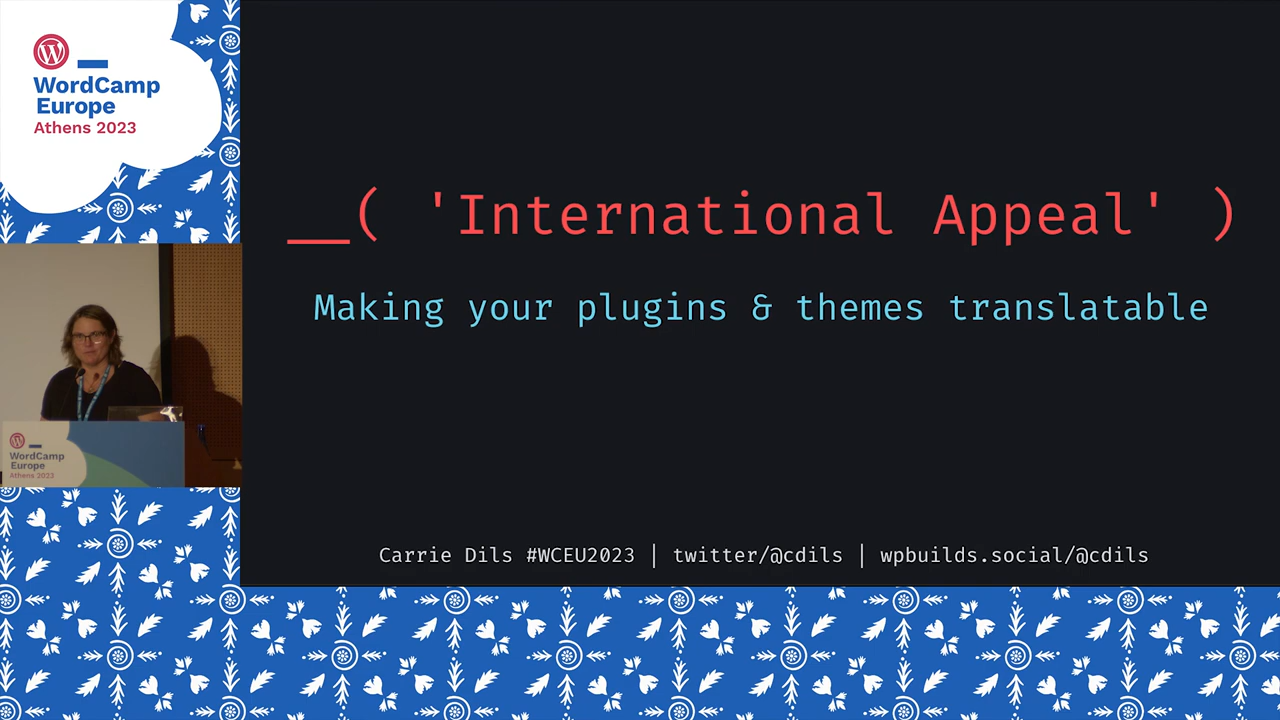 WordCamp
Europe
Athens 2023
__( 'International Appeal' )
Making your plugins & themes translatable
WordCamp
Europe
Athens 2023
Carrie Dils #WCEU2023 | twitter/@cdils | wpbuilds.social/@cdils